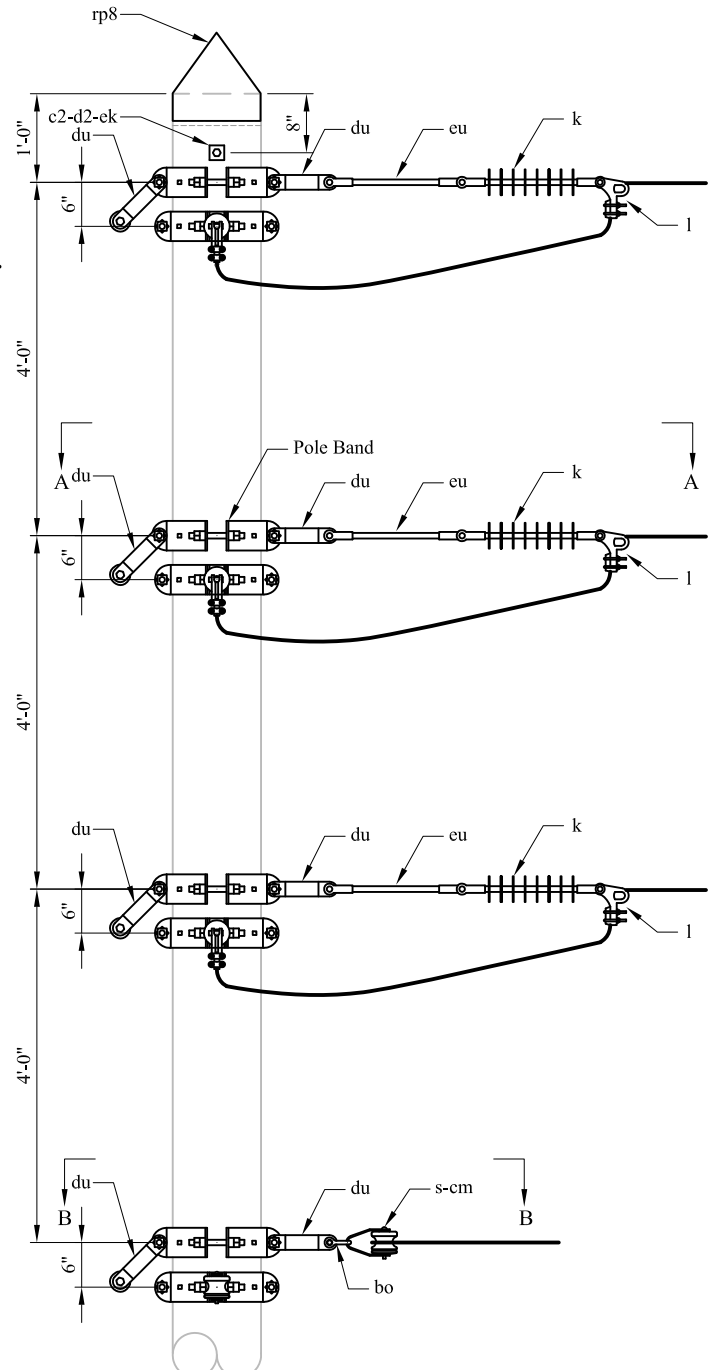 rp8
c2-d2-ek
du
1'-0"
8"
du
eu
k
6"
l
4'-0"
A
A
du
Pole Band
du
eu
k
6"
l
4'-0"
du
du
eu
k
6"
l
4'-0"
B
B
du
du
s-cm
6"
bo